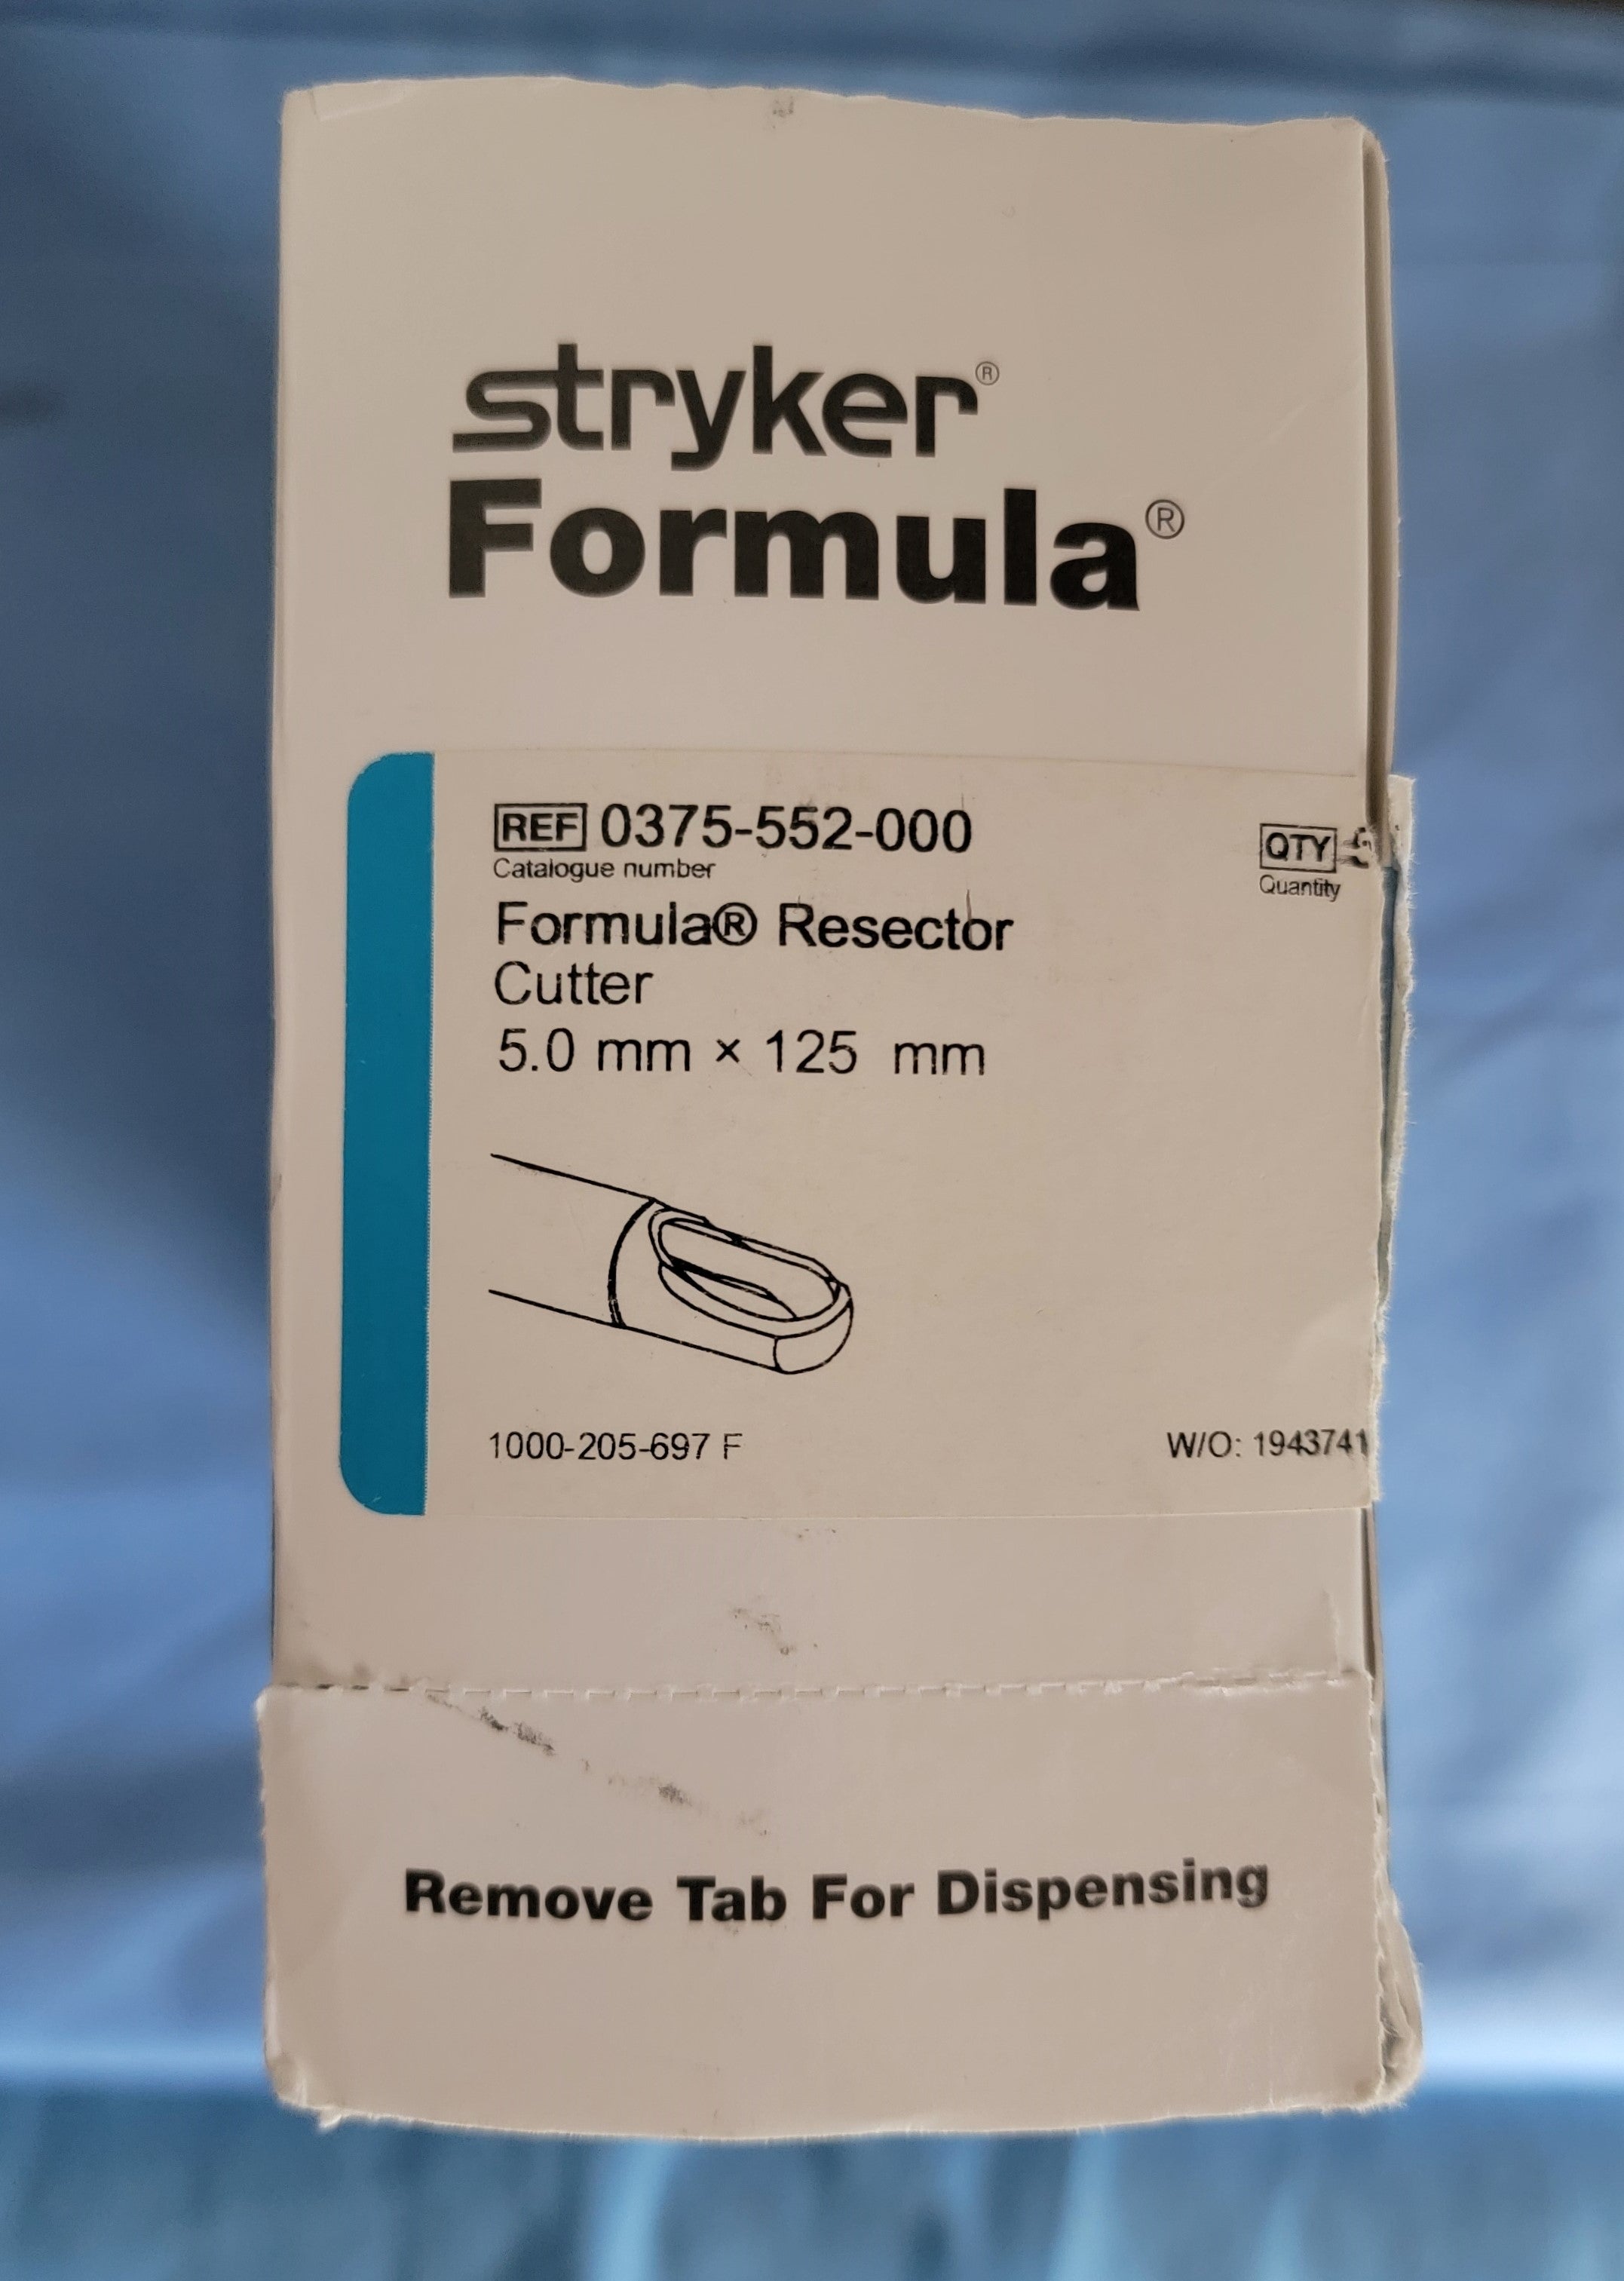 stryker®
Formula®
REF 0375-552-000
Catalogue number
QTY
Quantity
Formula® Resector
Cutter
5.0 mm × 125 mm
1000-205-697 F
W/O: 1943741
Remove Tab For Dispensing